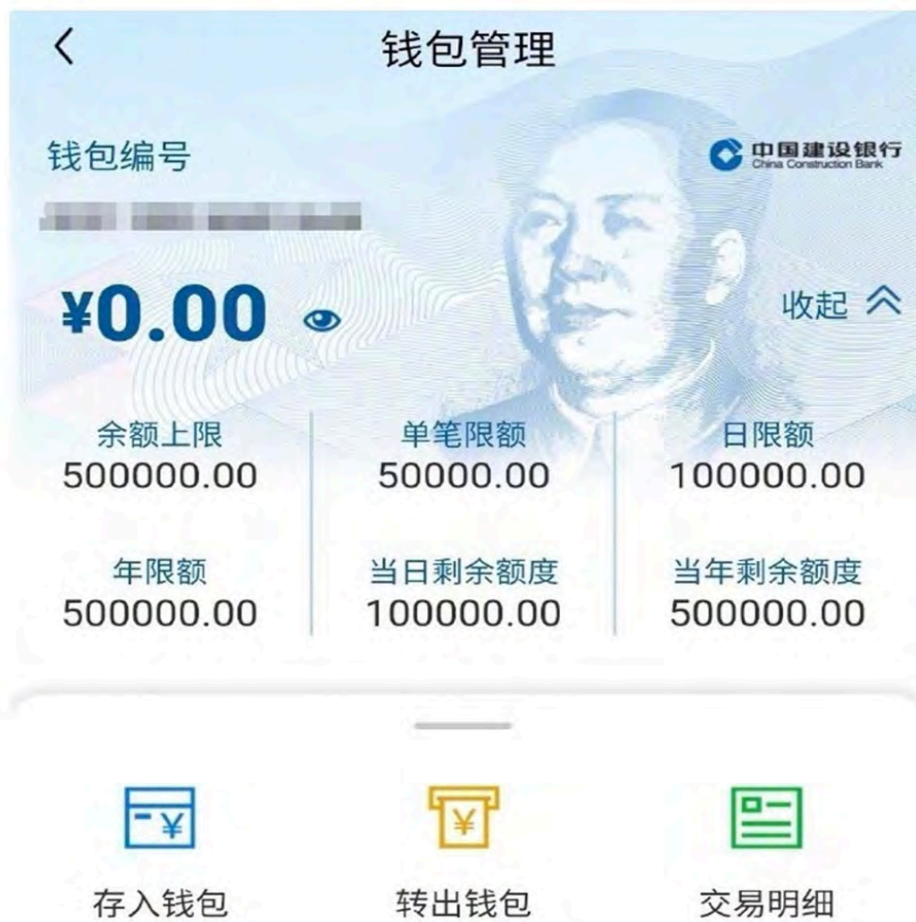 钱包管理
钱包编号
中国建设银行
China Construction Bank
¥0.00
收起
余额上限
单笔限额
日限额
500000.00
50000.00
100000.00
年限额
当日剩余额度
当年剩余额度
500000.00
100000.00
500000.00
存入钱包
转出钱包
交易明细